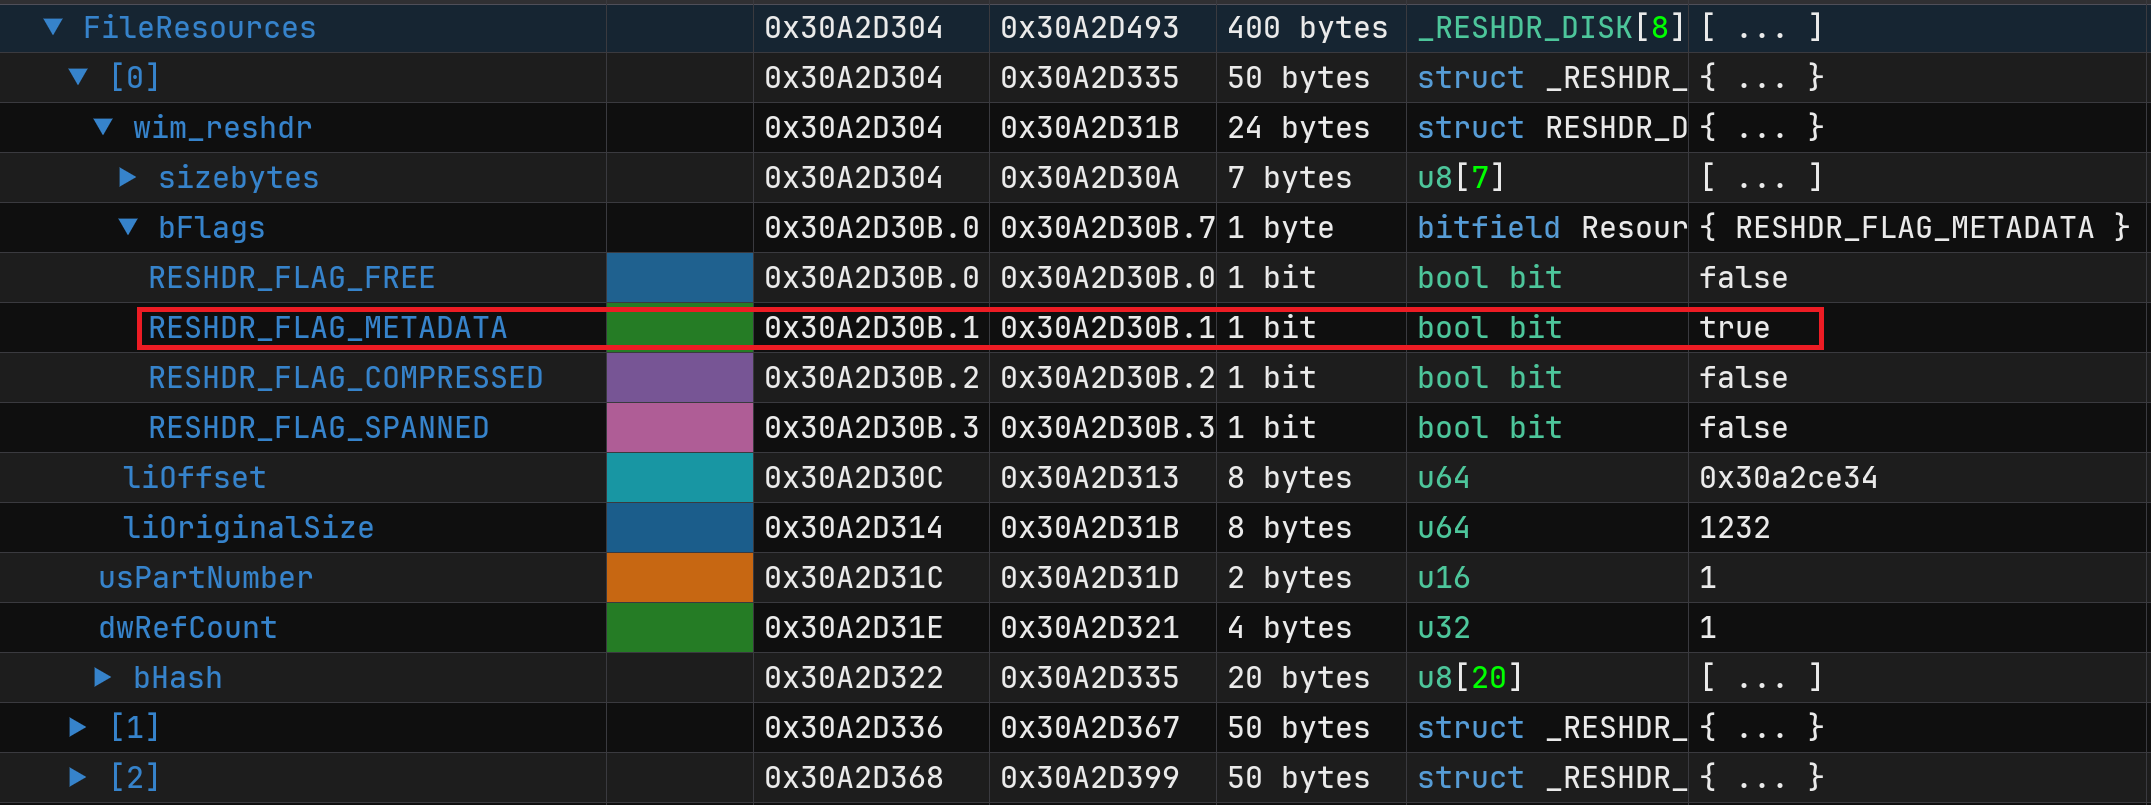 FileResources 0x30A2D304 0x30A2D493 400 bytes _RESHDR_DISK[8] [ ... ]
[0] 0x30A2D304 0x30A2D335 50 bytes struct _RESHDR_ { ... }
wim_reshdr 0x30A2D304 0x30A2D31B 24 bytes struct RESHDR_D { ... }
sizebytes 0x30A2D304 0x30A2D30A 7 bytes u8[7] [ ... ]
bFlags 0x30A2D30B.0 0x30A2D30B.7 1 byte bitfield Resour { RESHDR_FLAG_METADATA }
RESHDR_FLAG_FREE 0x30A2D30B.0 0x30A2D30B.0 1 bit bool bit false
RESHDR_FLAG_METADATA 0x30A2D30B.1 0x30A2D30B.1 1 bit bool bit true
RESHDR_FLAG_COMPRESSED 0x30A2D30B.2 0x30A2D30B.2 1 bit bool bit false
RESHDR_FLAG_SPANNED 0x30A2D30B.3 0x30A2D30B.3 1 bit bool bit false
liOffset 0x30A2D30C 0x30A2D313 8 bytes u64 0x30a2ce34
liOriginalSize 0x30A2D314 0x30A2D31B 8 bytes u64 1232
usPartNumber 0x30A2D31C 0x30A2D31D 2 bytes u16 1
dwRefCount 0x30A2D31E 0x30A2D321 4 bytes u32 1
bHash 0x30A2D322 0x30A2D335 20 bytes u8[20] [ ... ]
[1] 0x30A2D336 0x30A2D367 50 bytes struct _RESHDR_ { ... }
[2] 0x30A2D368 0x30A2D399 50 bytes struct _RESHDR_ { ... }